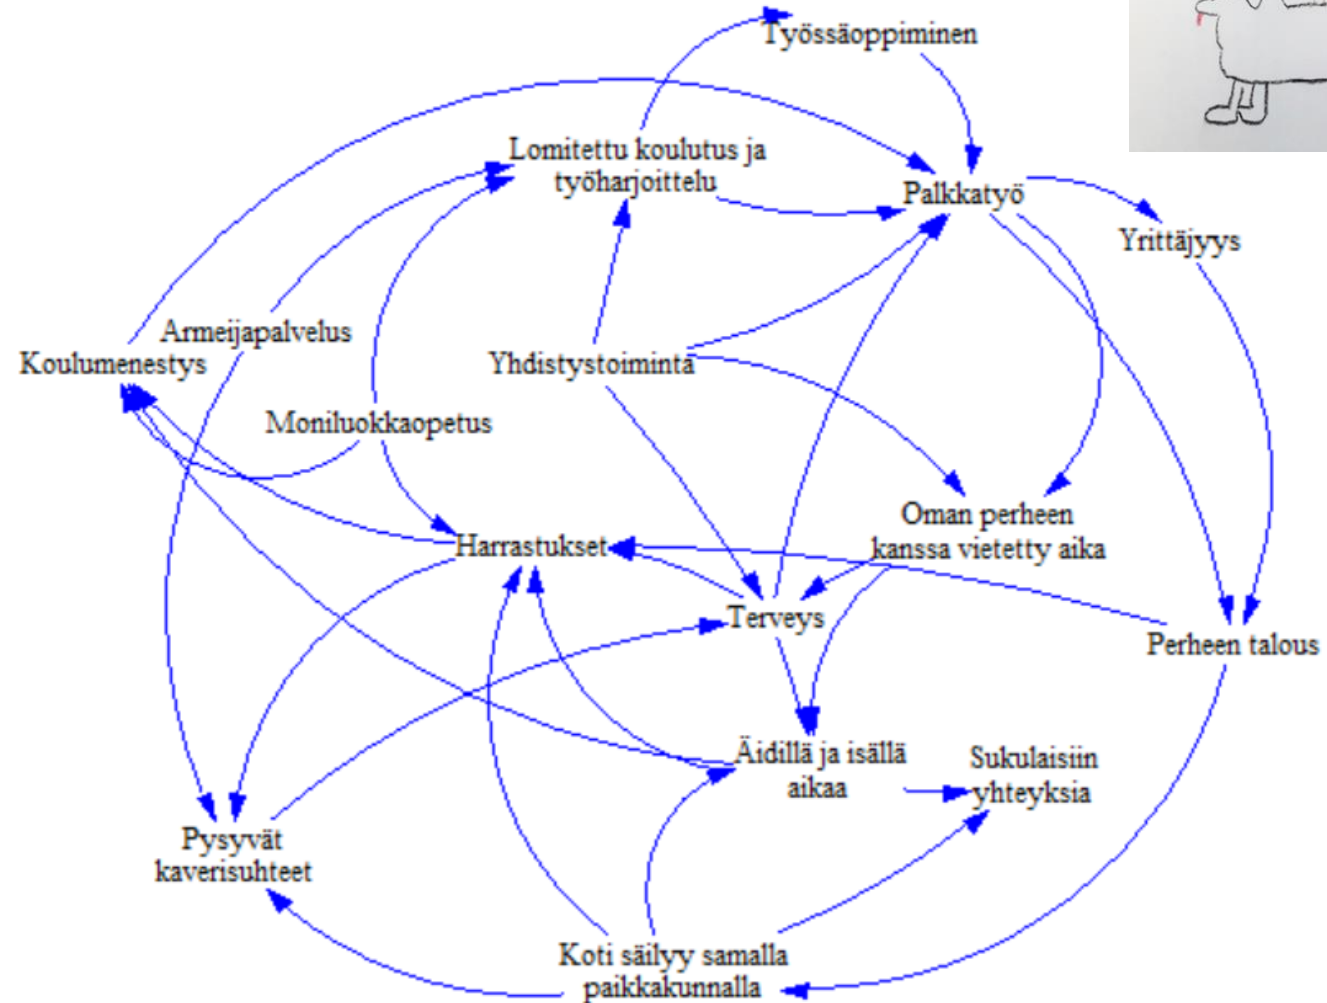 Työssäoppiminen
Lomitettu koulutus ja
työharjoittelu
Palkkatyö
Yrittäjyys
Armeijapalvelus
Koulumenestys
Yhdistystoiminta
Moniluokkaopetus
Oman perheen
kanssa vietetty aika
Harrastukset
Terveys
Perheen talous
Äidillä ja isällä
aikaa
Sukulaisiin
yhteyksia
Pysyvät
kaverisuhteet
Koti säilyy samalla
paikkakunnalla